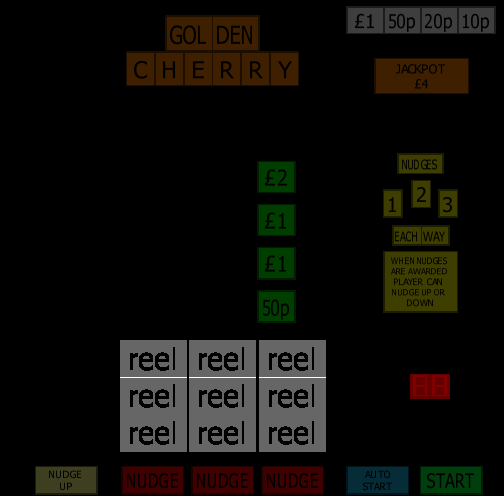 £1 50p 20p 10p
GOL DEN
C H E R R Y
JACKPOT
£4
NUDGES
1 2 3
EACH WAY
WHEN NUDGES
ARE AWARDED
PLAYER CAN
NUDGE UP OR
DOWN
£2
£1
£1
50p
reel reel reel
reel reel reel
reel reel reel
NUDGE
UP
NUDGE NUDGE NUDGE
AUTO
START
START